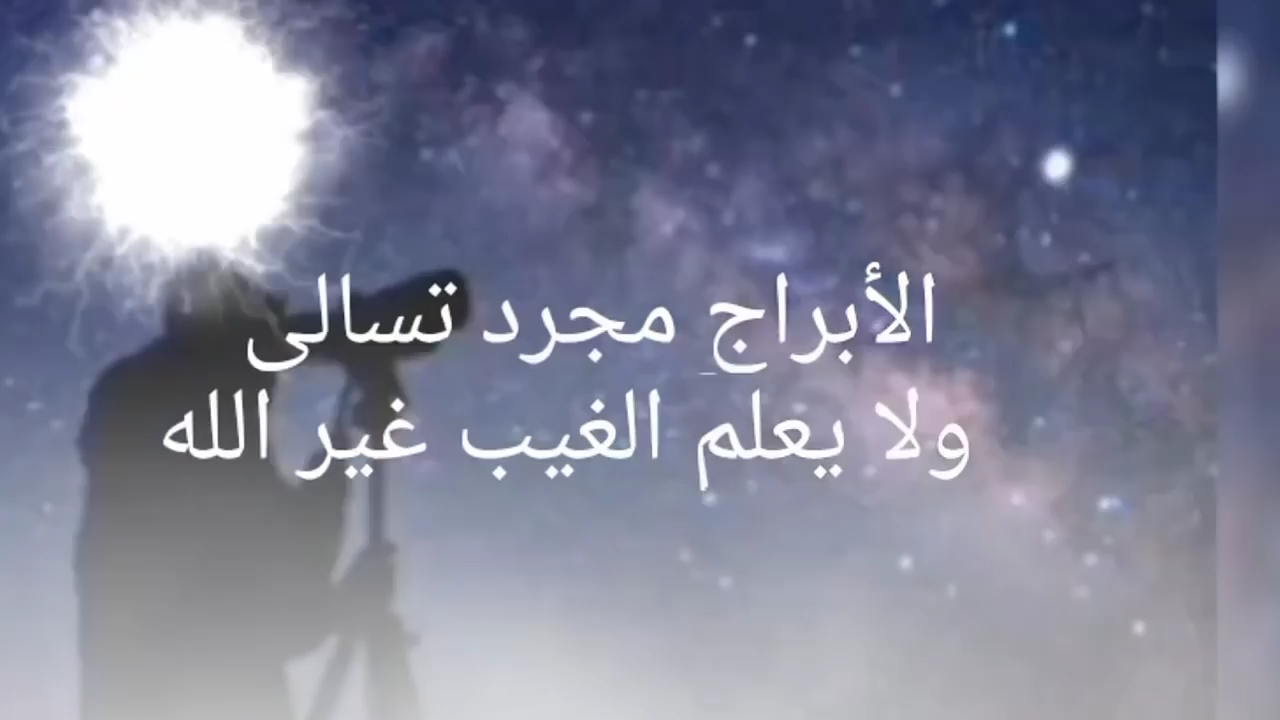 الأبراج مجرد تسالى
ولا يعلم الغيب غير الله